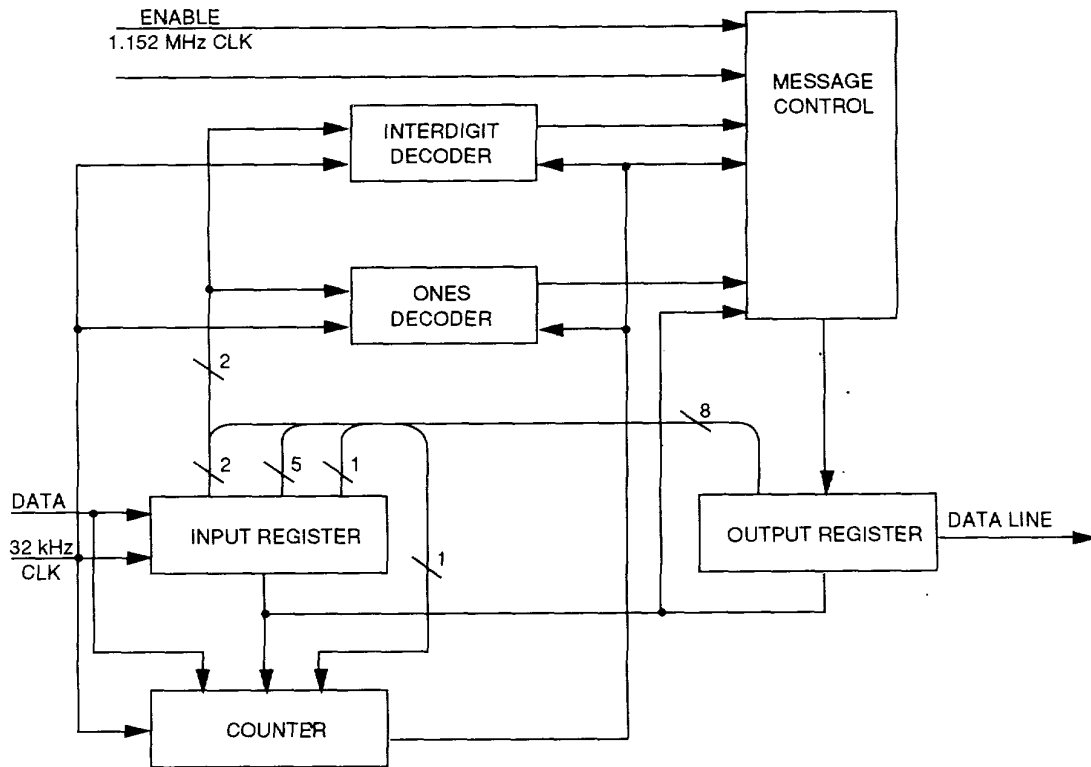 ENABLE
1.152 MHz CLK
MESSAGE
CONTROL
INTERDIGIT
DECODER
ONES
DECODER
2
8
2
5
1
DATA
INPUT REGISTER
OUTPUT REGISTER
DATA LINE
32 kHz
CLK
1
COUNTER